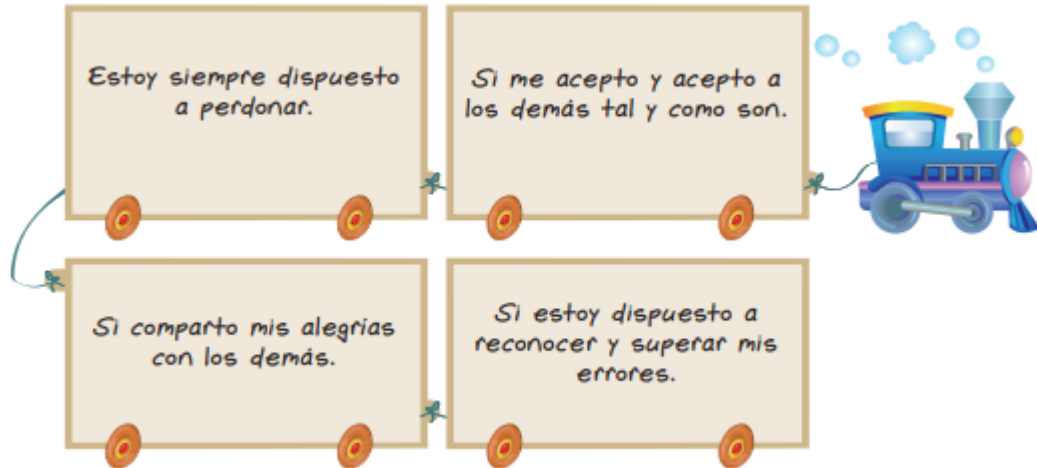 Estoy siempre dispuesto
a perdonar.
Si me acepto y acepto a
los demás tal y como son.
Si comparto mis alegrías
con los demás.
Si estoy dispuesto a
reconocer y superar mis
errores.